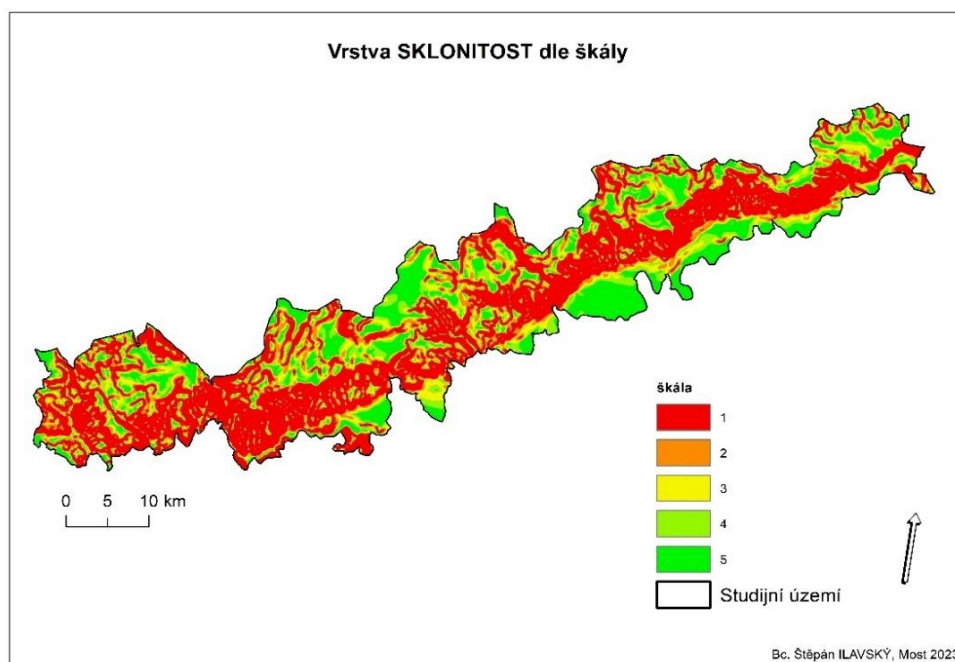 Vrstva SKLONITOST dle škály
0 5 10 km
škála
1
2
3
4
5
Studijní území
Bc. Štěpán ILAVSKÝ, Most 2023